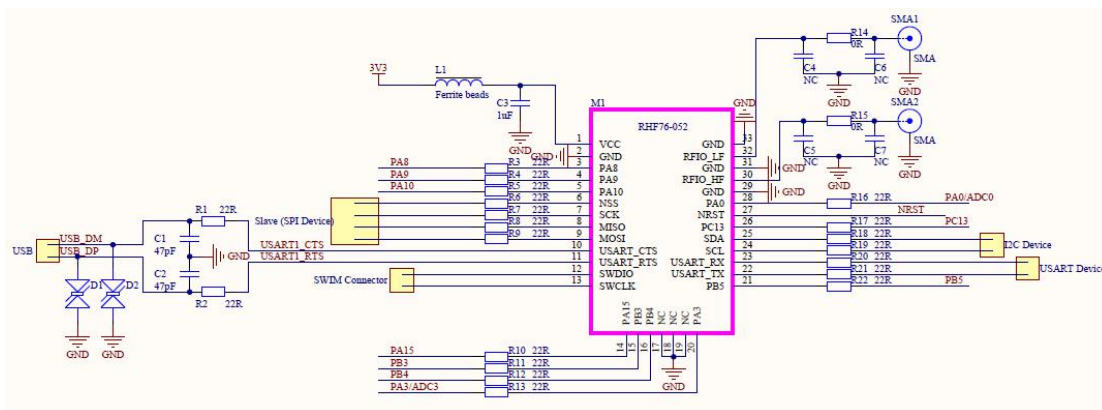 SMA1
R14
0R
SMA
C4
NC
C6
NC
GND
GND
3V3
L1
Ferrite beads
C3
1uF
GND
M1
RHF76-052
GND
SMA2
R15
0R
SMA
C5
NC
C7
NC
GND
GND
1 VCC
GND 2 GND
PA8 R3 22R 3 PA8
PA9 R4 22R 4 PA9
PA10 R5 22R 5 PA10
R6 22R 6 NSS
R7 22R 7 SCK
R8 22R 8 MISO
R9 22R 9 MOSI
Slave (SPI Device)
10 USART_CTS
11 USART_RTS
12 SWDIO
13 SWCLK
GND 33
RFIO_LF 32
GND 31 GND
RFIO_HF 30
GND 29 GND
PA0 28 R16 22R PA0/ADC0
NRST 27 NRST
PC13 26 R17 22R PC13
SDA 25 R18 22R
SCL 24 R19 22R
I2C Device
USART_RX 23 R20 22R
USART_TX 22 R21 22R
USART Device
PB5 21 R22 22R PB5
R1 22R
USB
USB_DM
USB_DP
C1
47pF
C2
47pF
GND
USART1_CTS
USART1_RTS
R2 22R
D1
D2
GND
GND
SWIM Connector
PA15
PB3
PB4
NC
NC
NC
PA3
14
15
16
17
18
19
20
GND
PA15 R10 22R
PB3 R11 22R
PB4 R12 22R
PA3/ADC3 R13 22R